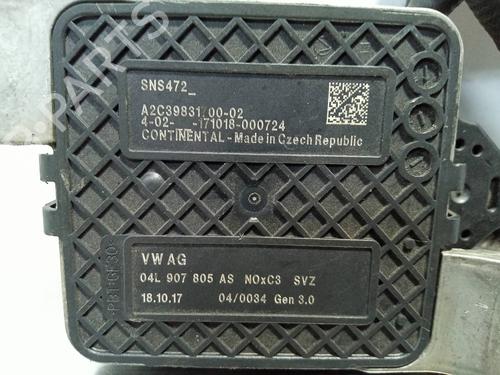 SNS472_
A2C39831700-02
4-02- -171018-000724
CONTINENTAL - Made in Czech Republic
VW AG
04L 907 805 AS NOxC3 SVZ
18.10.17 04/0034 Gen 3.0